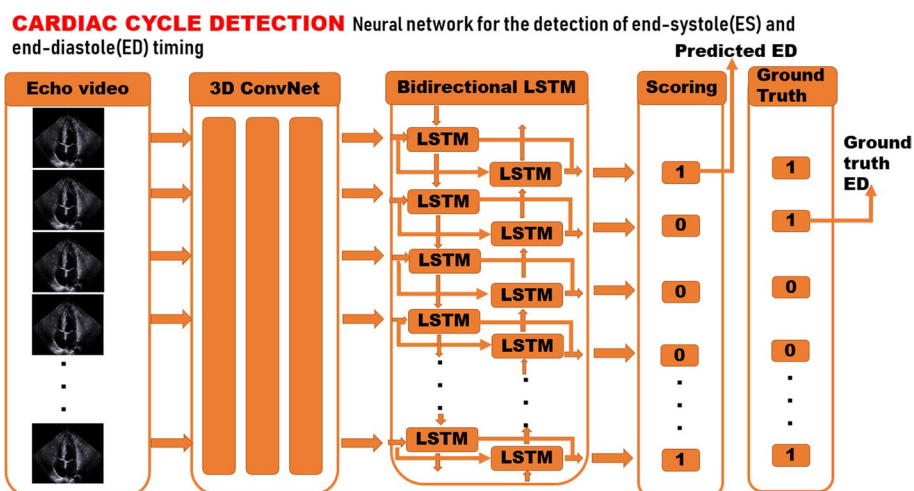 CARDIAC CYCLE DETECTION Neural network for the detection of end-systole(ES) and
end-diastole(ED) timing
Predicted ED
Echo video
3D ConvNet
Bidirectional LSTM
Scoring
Ground
Truth
Ground
truth
ED
LSTM
LSTM
LSTM
LSTM
LSTM
LSTM
LSTM
LSTM
LSTM
LSTM
1
0
0
0
1
1
1
0
0
1